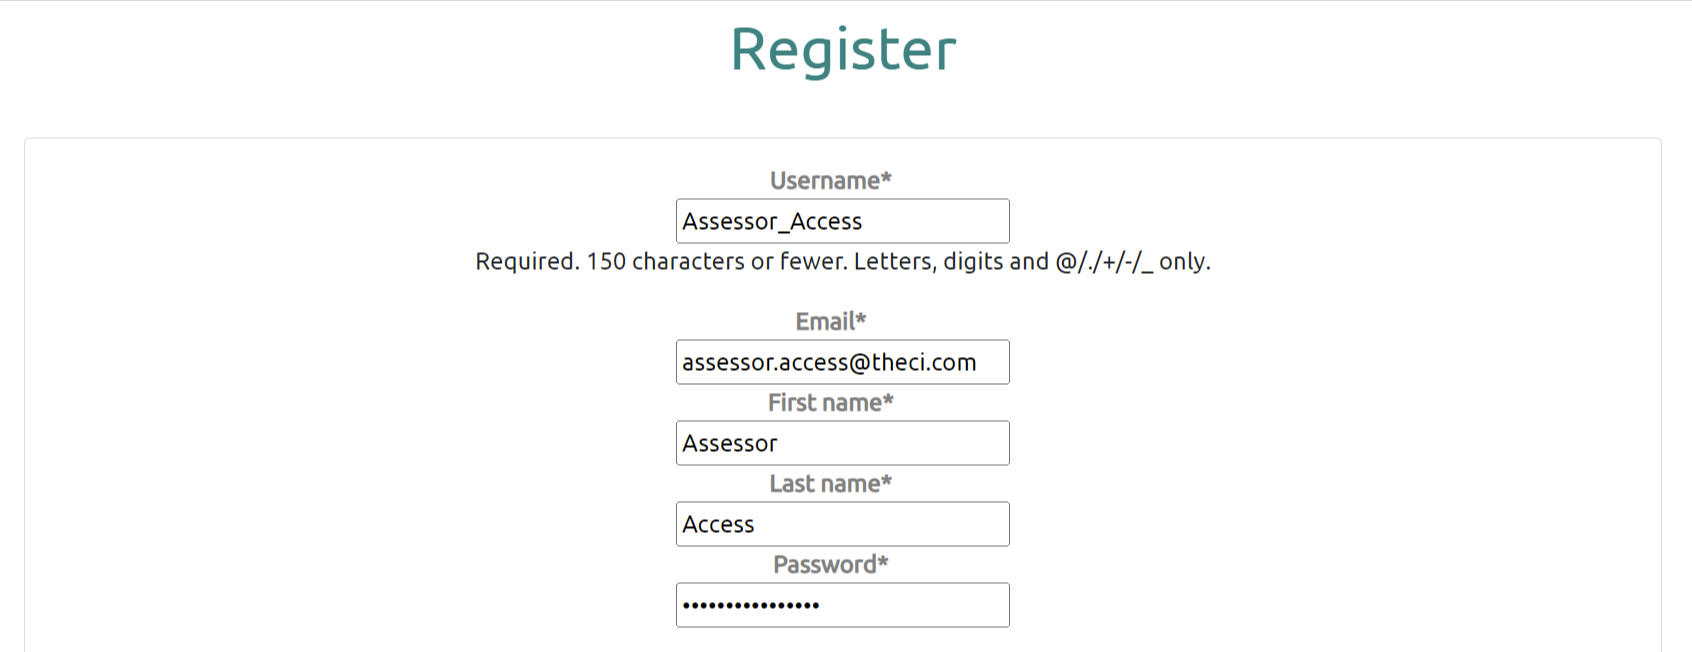 Register
Username*
Assessor_Access
Required. 150 characters or fewer. Letters, digits and @/./+/-/_ only.
Email*
assessor.access@theci.com
First name*
Assessor
Last name*
Access
Password*
••••••••••••••••